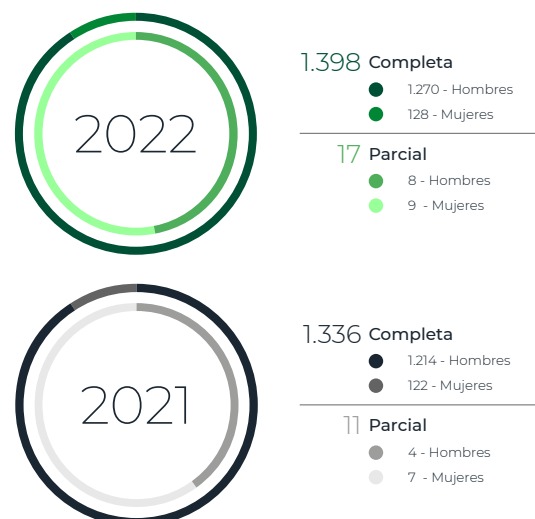 2022
1.398 Completa
1.270 - Hombres
128 - Mujeres
17 Parcial
8 - Hombres
9 - Mujeres
2021
1.336 Completa
1.214 - Hombres
122 - Mujeres
11 Parcial
4 - Hombres
7 - Mujeres